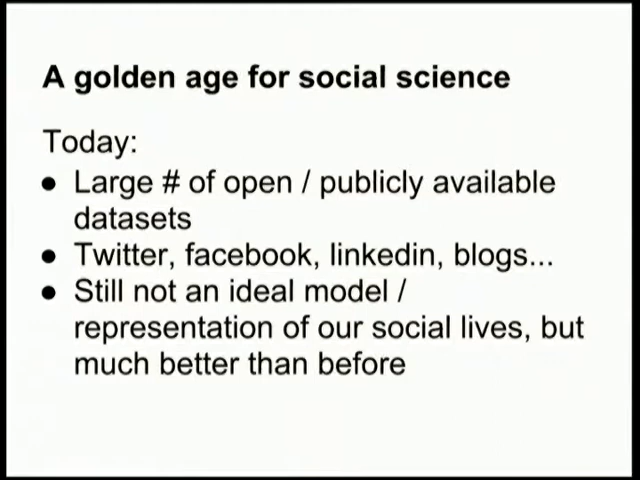 A golden age for social science
Today:
● Large # of open / publicly available
datasets
● Twitter, facebook, linkedin, blogs...
● Still not an ideal model /
representation of our social lives, but
much better than before